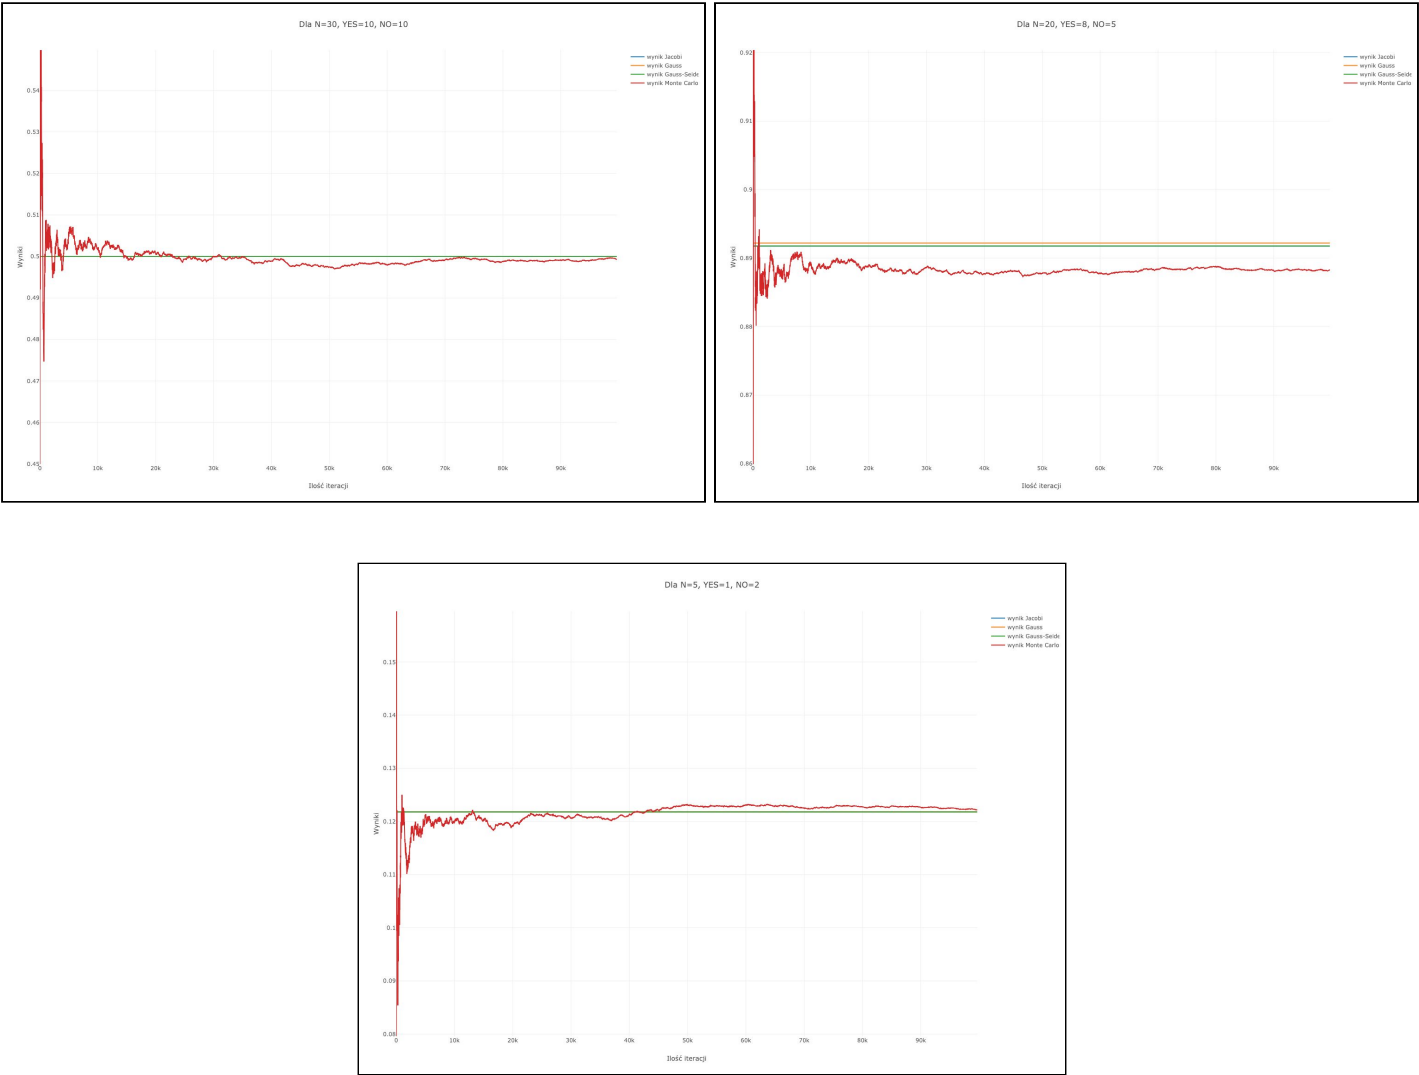 Dla N=30, YES=10, NO=10
wynik Jacobi
wynik Gauss
wynik Gauss-Seide
wynik Monte Carlo
0.54
0.53
0.52
0.51
0.5
0.49
0.48
0.47
0.46
0.45
Wyniki
0 10k 20k 30k 40k 50k 60k 70k 80k 90k
Ilość iteracji
Dla N=20, YES=8, NO=5
wynik Jacobi
wynik Gauss
wynik Gauss-Seide
wynik Monte Carlo
0.92
0.91
0.9
0.89
0.88
0.87
0.86
Wyniki
0 10k 20k 30k 40k 50k 60k 70k 80k 90k
Ilość iteracji
Dla N=5, YES=1, NO=2
wynik Jacobi
wynik Gauss
wynik Gauss-Seide
wynik Monte Carlo
0.15
0.14
0.13
0.12
0.11
0.1
0.09
0.08
Wyniki
0 10k 20k 30k 40k 50k 60k 70k 80k 90k
Ilość iteracji